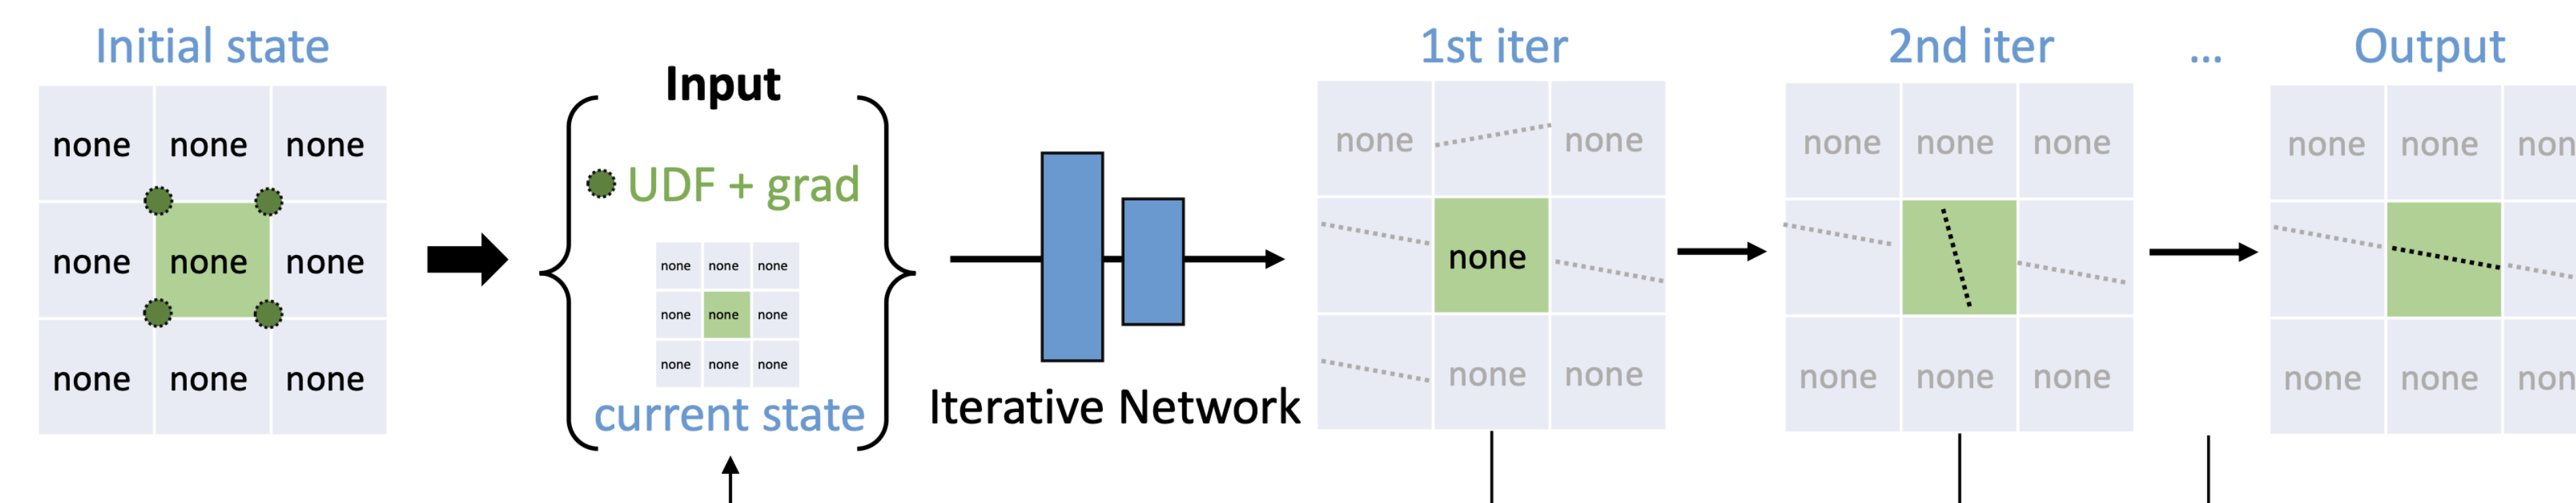 Initial state
none none none
none none none
none none none
Input
UDF + grad
none none none
none none none
none none none
current state
Iterative Network
1st iter
none none
none
none none
2nd iter
none none none
none none none
...
Output
none none non
none none non